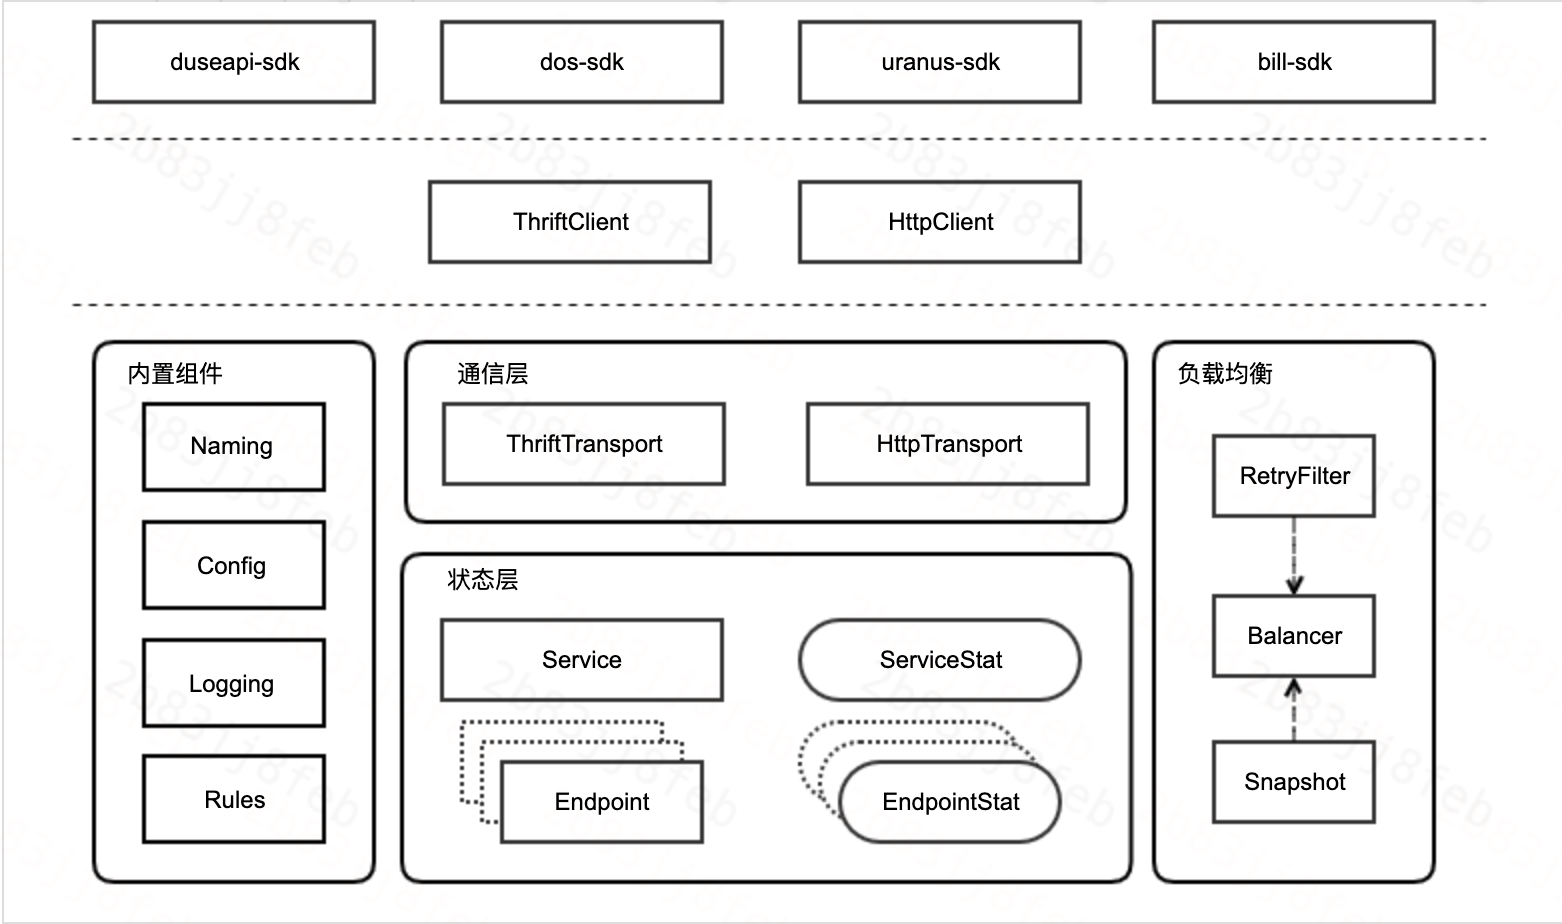 duseapi-sdk
dos-sdk
uranus-sdk
bill-sdk
ThriftClient
HttpClient
内置组件
Naming
Config
Logging
Rules
通信层
ThriftTransport
HttpTransport
状态层
Service
ServiceStat
Endpoint
EndpointStat
负载均衡
RetryFilter
Balancer
Snapshot
2b83jj8feb